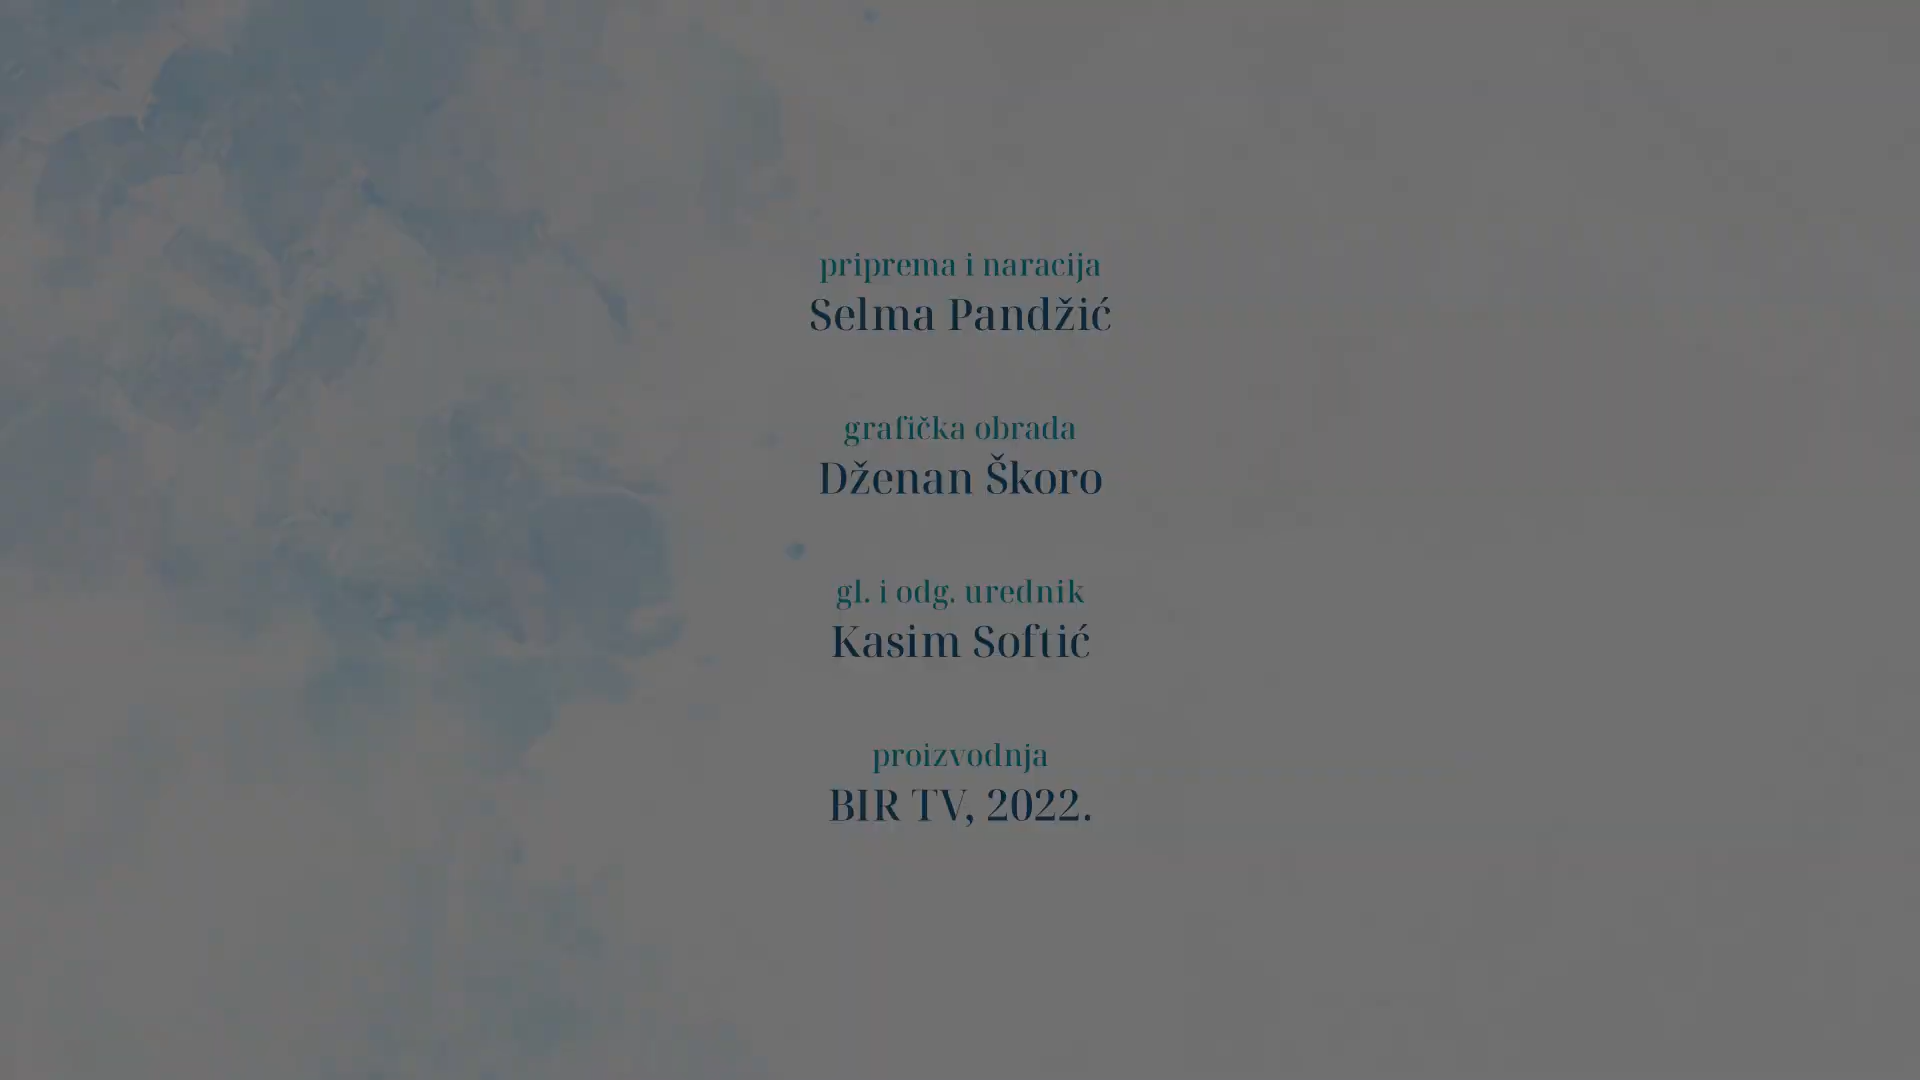 priprema i naracija
Selma Pandžić
grafička obrada
Dženan Škoro
gl. i odg. urednik
Kasim Softić
proizvodnja
BIR TV, 2022.